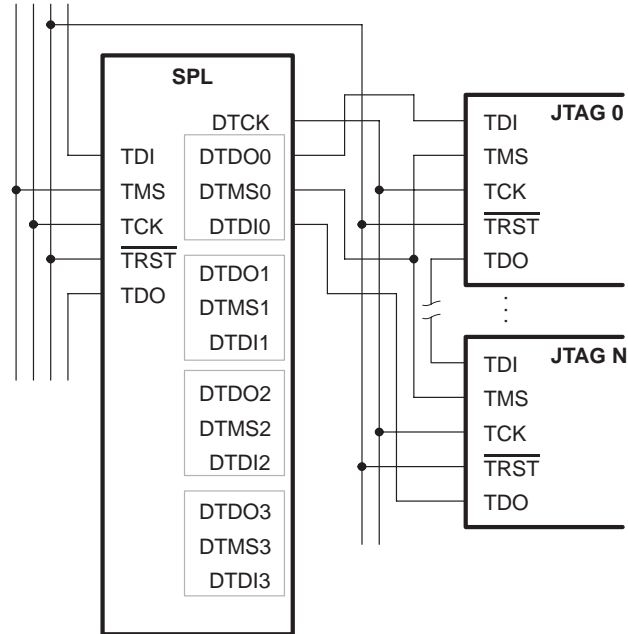 SPL
DTCK
TDI
TMS
TCK
TRST
TDO
DTDO0
DTMS0
DTDI0
DTDO1
DTMS1
DTDI1
DTDO2
DTMS2
DTDI2
DTDO3
DTMS3
DTDI3
JTAG 0
TDI
TMS
TCK
TRST
TDO
JTAG N
TDI
TMS
TCK
TRST
TDO